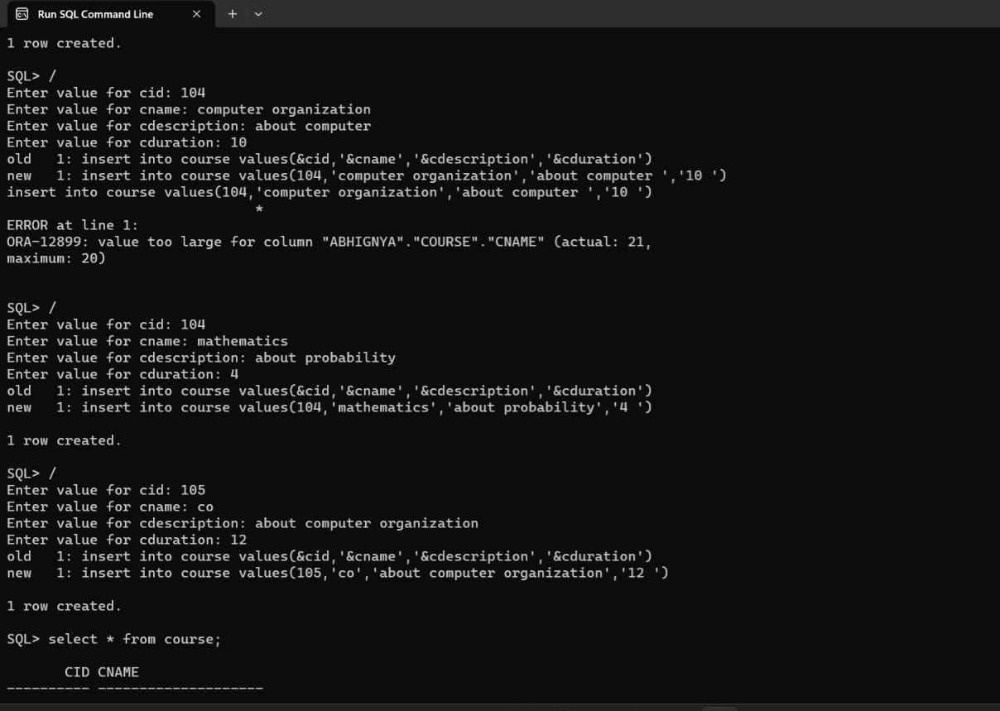 Run SQL Command Line
1 row created.
SQL> /
Enter value for cid: 104
Enter value for cname: computer organization
Enter value for cdescription: about computer
Enter value for cduration: 10
old   1: insert into course values(&cid,'&cname','&cdescription','&cduration')
new   1: insert into course values(104,'computer organization','about computer ','10 ')
insert into course values(104,'computer organization','about computer ','10 ')
                              *
ERROR at line 1:
ORA-12899: value too large for column "ABHIGNYA"."COURSE"."CNAME" (actual: 21,
maximum: 20)
SQL> /
Enter value for cid: 104
Enter value for cname: mathematics
Enter value for cdescription: about probability
Enter value for cduration: 4
old   1: insert into course values(&cid,'&cname','&cdescription','&cduration')
new   1: insert into course values(104,'mathematics','about probability','4 ')
1 row created.
SQL> /
Enter value for cid: 105
Enter value for cname: co
Enter value for cdescription: about computer organization
Enter value for cduration: 12
old   1: insert into course values(&cid,'&cname','&cdescription','&cduration')
new   1: insert into course values(105,'co','about computer organization','12 ')
1 row created.
SQL> select * from course;
       CID CNAME
---------- --------------------